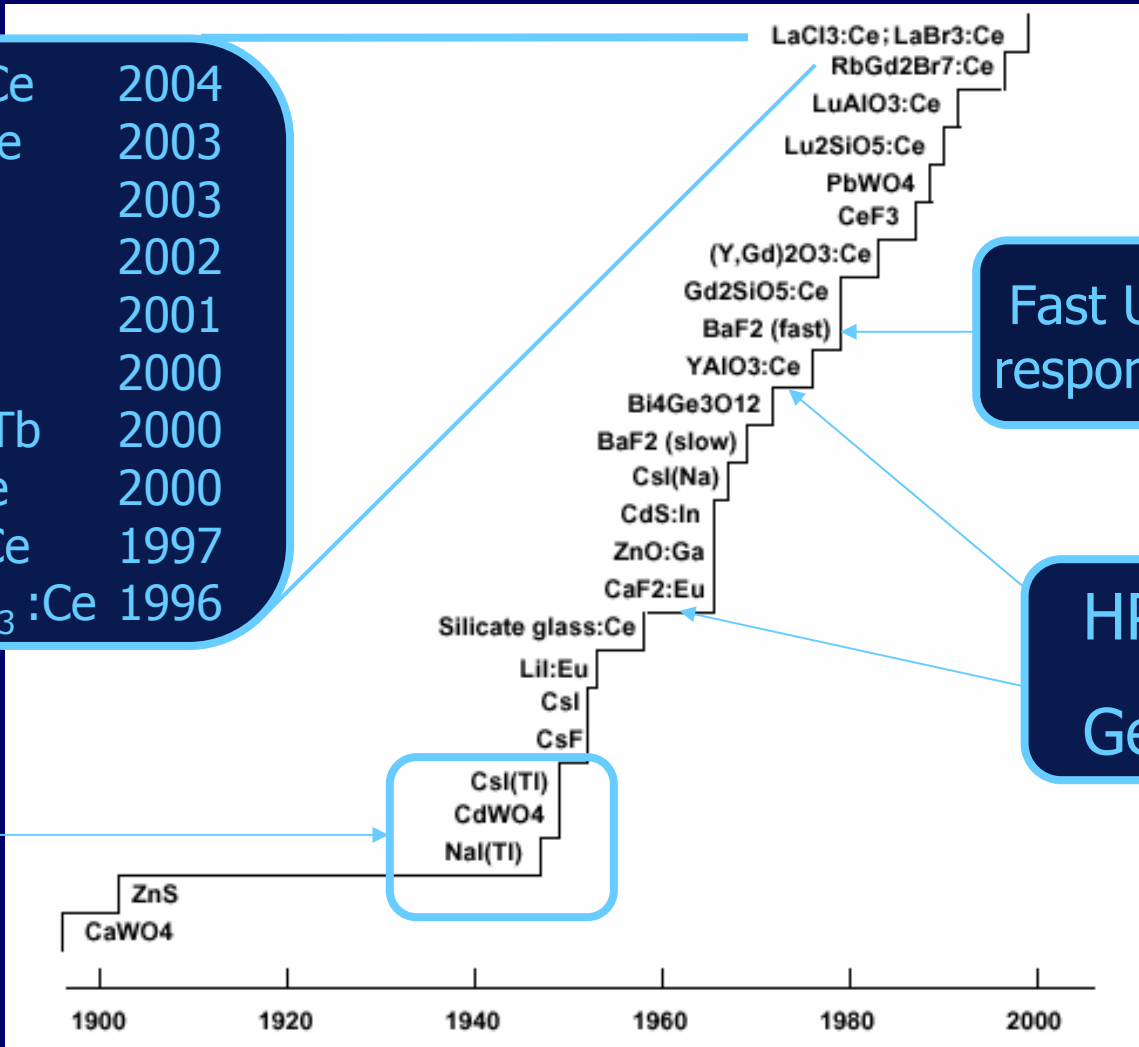 LaCl3:Ce; LaBr3:Ce
RbGd2Br7:Ce
LuAlO3:Ce
Lu2SiO5:Ce
PbWO4
CeF3
(Y,Gd)2O3:Ce
Gd2SiO5:Ce
BaF2 (fast)
YAlO3:Ce
Bi4Ge3O12
BaF2 (slow)
CsI(Na)
CdS:In
ZnO:Ga
CaF2:Eu
Silicate glass:Ce
LiI:Eu
CsI
CsF
CsI(Tl)
CdWO4
NaI(Tl)
ZnS
CaWO4
1900 1920 1940 1960 1980 2000
Ce 2004
e 2003
2003
2002
2001
2000
Tb 2000
e 2000
Ce 1997
3 :Ce 1996
Fast
respon
Ge